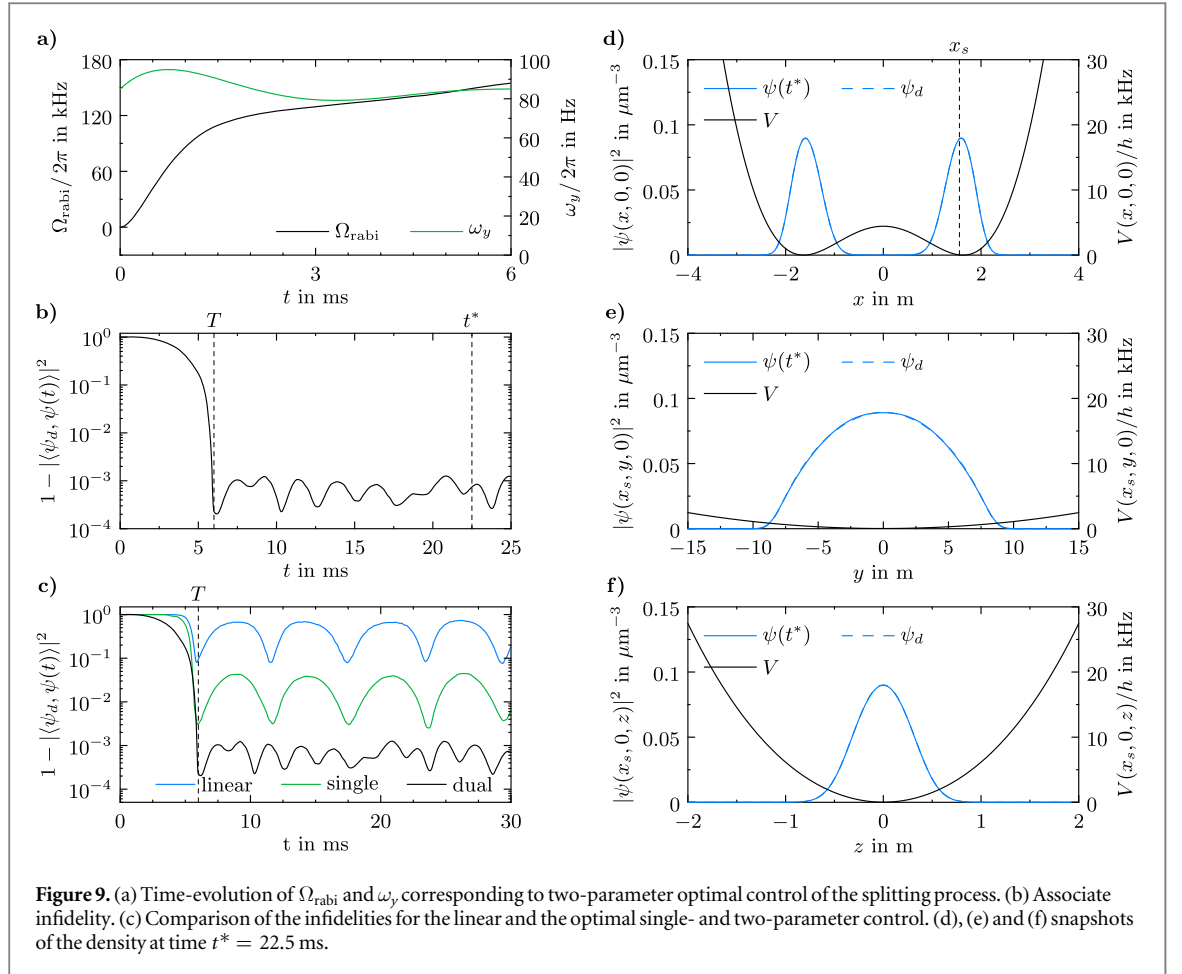 a)
180
120
60
0
Ω_rabi / 2π in kHz
100
80
60
40
20
0
ω_y / 2π in Hz
Ω_rabi
ω_y
0 3 6
t in ms
b)
T
t*
10^0
10^−1
10^−2
10^−3
10^−4
1 − |⟨ψ_d, ψ(t)⟩|^2
0 5 10 15 20 25
t in ms
c)
T
10^0
10^−1
10^−2
10^−3
10^−4
1 − |⟨ψ_d, ψ(t)⟩|^2
linear
single
dual
0 5 10 15 20 25 30
t in ms
d)
x_s
0.15
0.1
0.05
0
|ψ(x, 0, 0)|^2 in μm^−3
ψ(t*)
ψ_d
V
30
20
10
0
V(x, 0, 0)/h in kHz
−4 −2 0 2 4
x in m
e)
0.15
0.1
0.05
0
|ψ(x_s, y, 0)|^2 in μm^−3
ψ(t*)
ψ_d
V
30
20
10
0
V(x_s, y, 0)/h in kHz
−15 −10 −5 0 5 10 15
y in m
f)
0.15
0.1
0.05
0
|ψ(x_s, 0, z)|^2 in μm^−3
ψ(t*)
ψ_d
V
30
20
10
0
V(x_s, 0, z)/h in kHz
−2 −1 0 1 2
z in m
Figure 9. (a) Time-evolution of Ω_rabi and ω_y corresponding to two-parameter optimal control of the splitting process. (b) Associate
infidelity. (c) Comparison of the infidelities for the linear and the optimal single- and two-parameter control. (d), (e) and (f) snapshots
of the density at time t* = 22.5 ms.